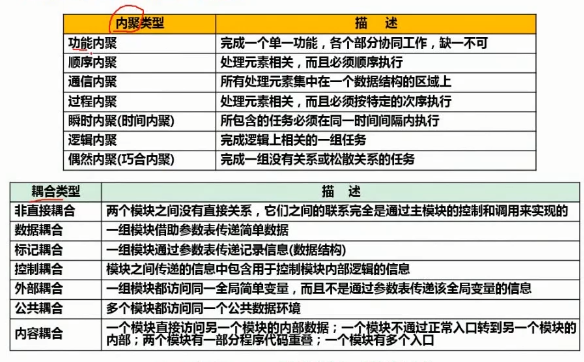 内聚类型 描 述
功能内聚 完成一个单一功能，各个部分协同工作，缺一不可
顺序内聚 处理元素相关，而且必须顺序执行
通信内聚 所有处理元素集中在一个数据结构的区域上
过程内聚 处理元素相关，而且必须按特定的次序执行
瞬时内聚(时间内聚) 所包含的任务必须在同一时间间隔内执行
逻辑内聚 完成逻辑上相关的一组任务
偶然内聚(巧合内聚) 完成一组没有关系或松散关系的任务
耦合类型 描 述
非直接耦合 两个模块之间没有直接关系，它们之间的联系完全是通过主模块的控制和调用来实现的
数据耦合 一组模块借助参数表传递简单数据
标记耦合 一组模块通过参数表传递记录信息(数据结构)
控制耦合 模块之间传递的信息中包含用于控制模块内部逻辑的信息
外部耦合 一组模块都访问同一全局简单变量，而且不是通过参数表传递该全局变量的信息
公共耦合 多个模块都访问同一个公共数据环境
内容耦合 一个模块直接访问另一个模块的内部数据；一个模块不通过正常入口转到另一个模块的
内部；两个模块有一部分程序代码重叠；一个模块有多个入口